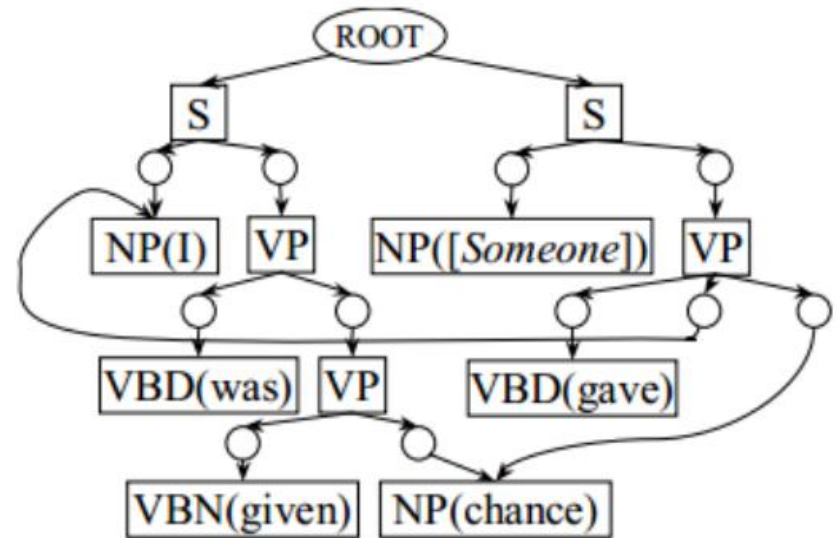 ROOT
S S
NP(I) VP NP([Someone]) VP
VBD(was) VP VBD(gave)
VBN(given) NP(chance)